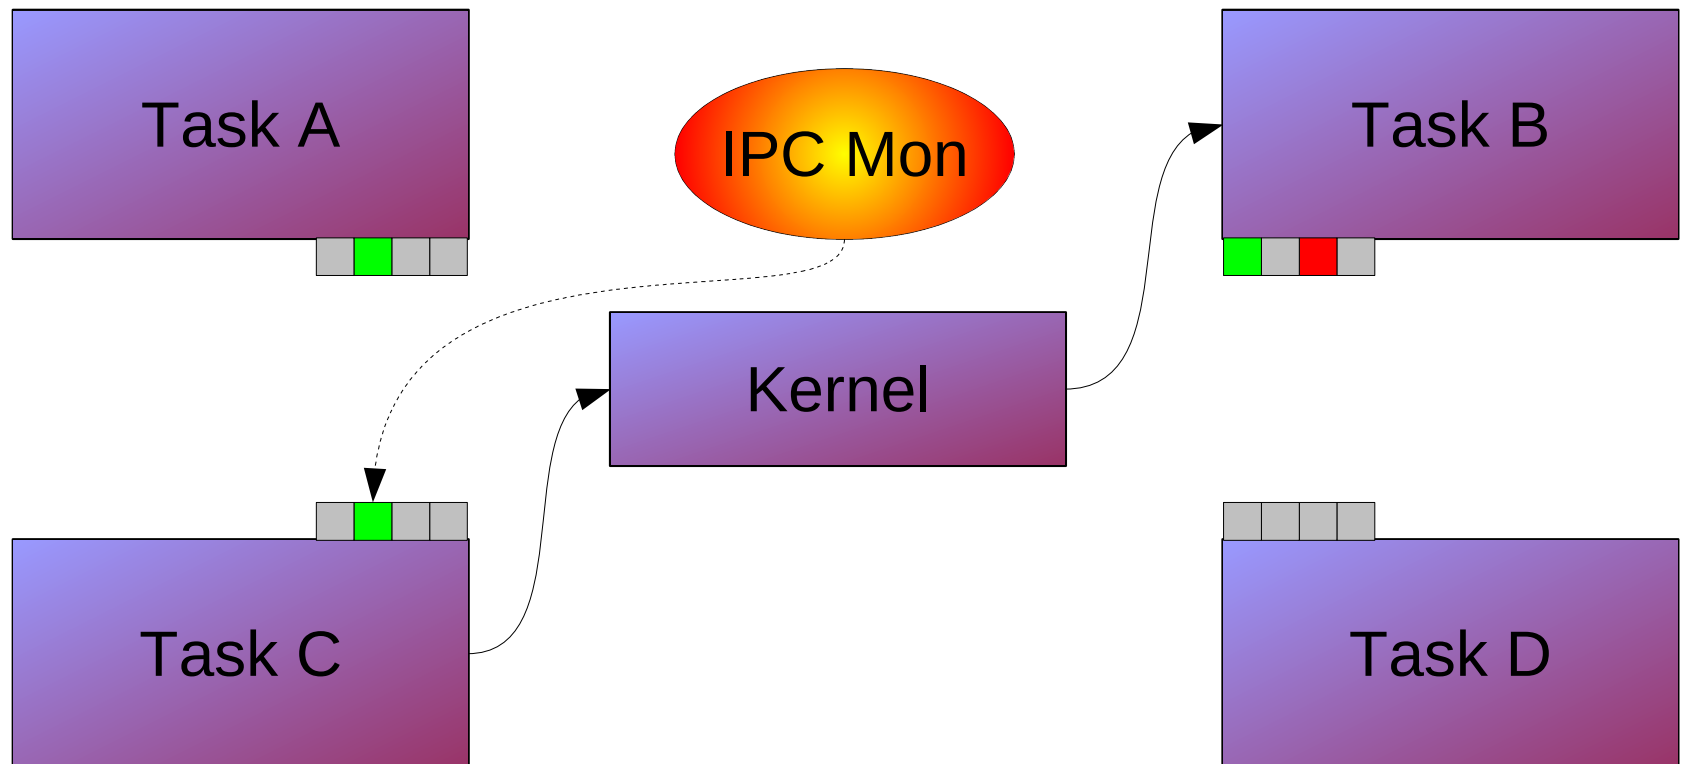 Task A
IPC Mon
Task B
Kernel
Task C
Task D